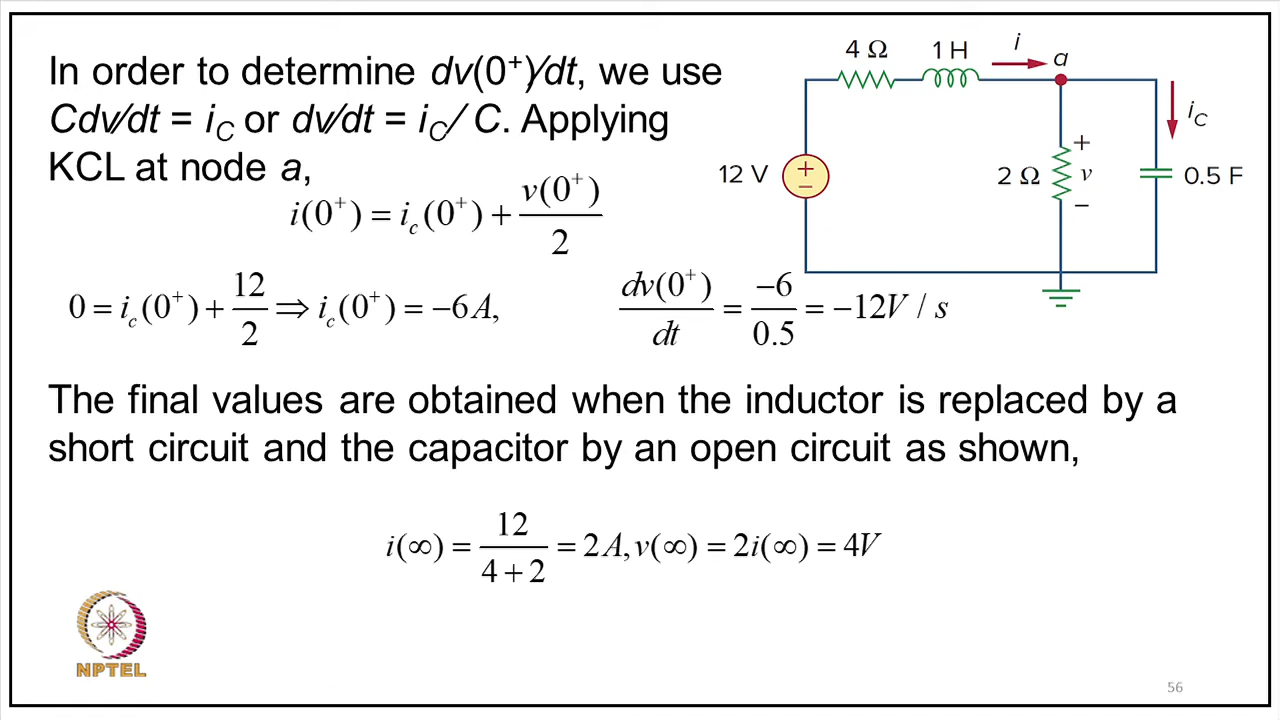 In order to determine dv(0⁺)/dt, we use
Cdv/dt = i_C or dv/dt = i_C/ C. Applying
KCL at node a,
i(0⁺) = i_c(0⁺) + v(0⁺)/2
0 = i_c(0⁺) + 12/2 ⇒ i_c(0⁺) = −6A, dv(0⁺)/dt = −6/0.5 = −12V / s
4 Ω 1 H i a
i_C
12 V + −
2 Ω + v −
0.5 F
The final values are obtained when the inductor is replaced by a
short circuit and the capacitor by an open circuit as shown,
i(∞) = 12/(4 + 2) = 2A, v(∞) = 2i(∞) = 4V
NPTEL
56